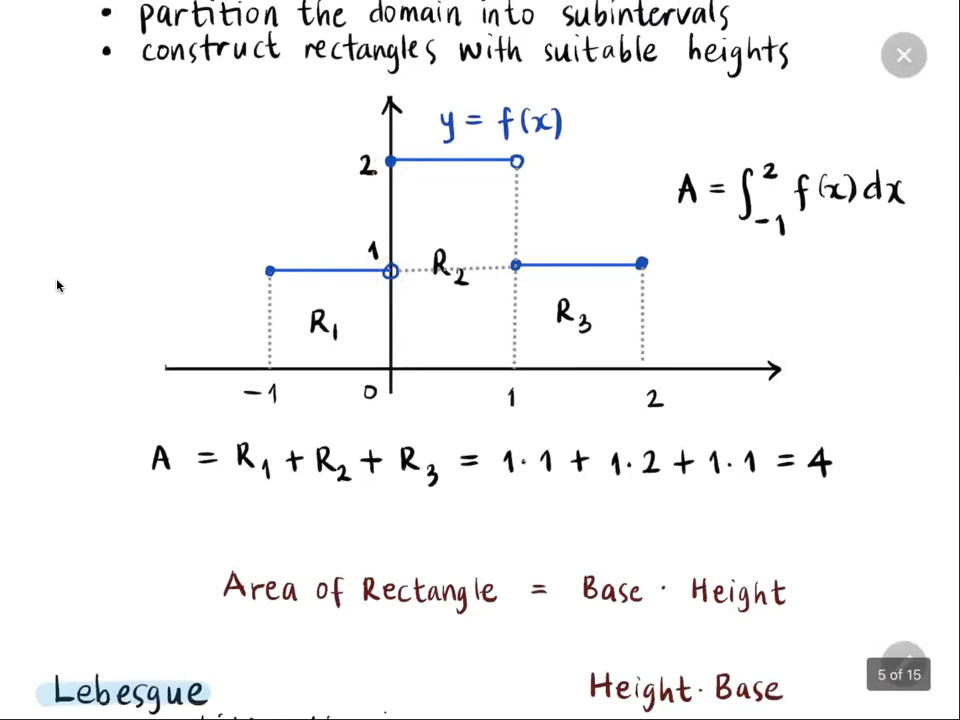 • partition the domain into subintervals
• construct rectangles with suitable heights
y = f(x)
2
A = ∫₋₁² f(x)dx
1
R₂
R₁
R₃
−1
0
1
2
A = R₁ + R₂ + R₃ = 1·1 + 1·2 + 1·1 = 4
Area of Rectangle = Base · Height
Lebesgue
Height · Base
5 of 15